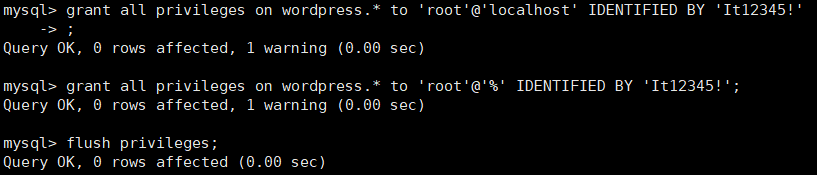 mysql> grant all privileges on wordpress.* to 'root'@'localhost' IDENTIFIED BY 'It12345!'
    -> ;
Query OK, 0 rows affected, 1 warning (0.00 sec)

mysql> grant all privileges on wordpress.* to 'root'@'%' IDENTIFIED BY 'It12345!';
Query OK, 0 rows affected, 1 warning (0.00 sec)

mysql> flush privileges;
Query OK, 0 rows affected (0.00 sec)